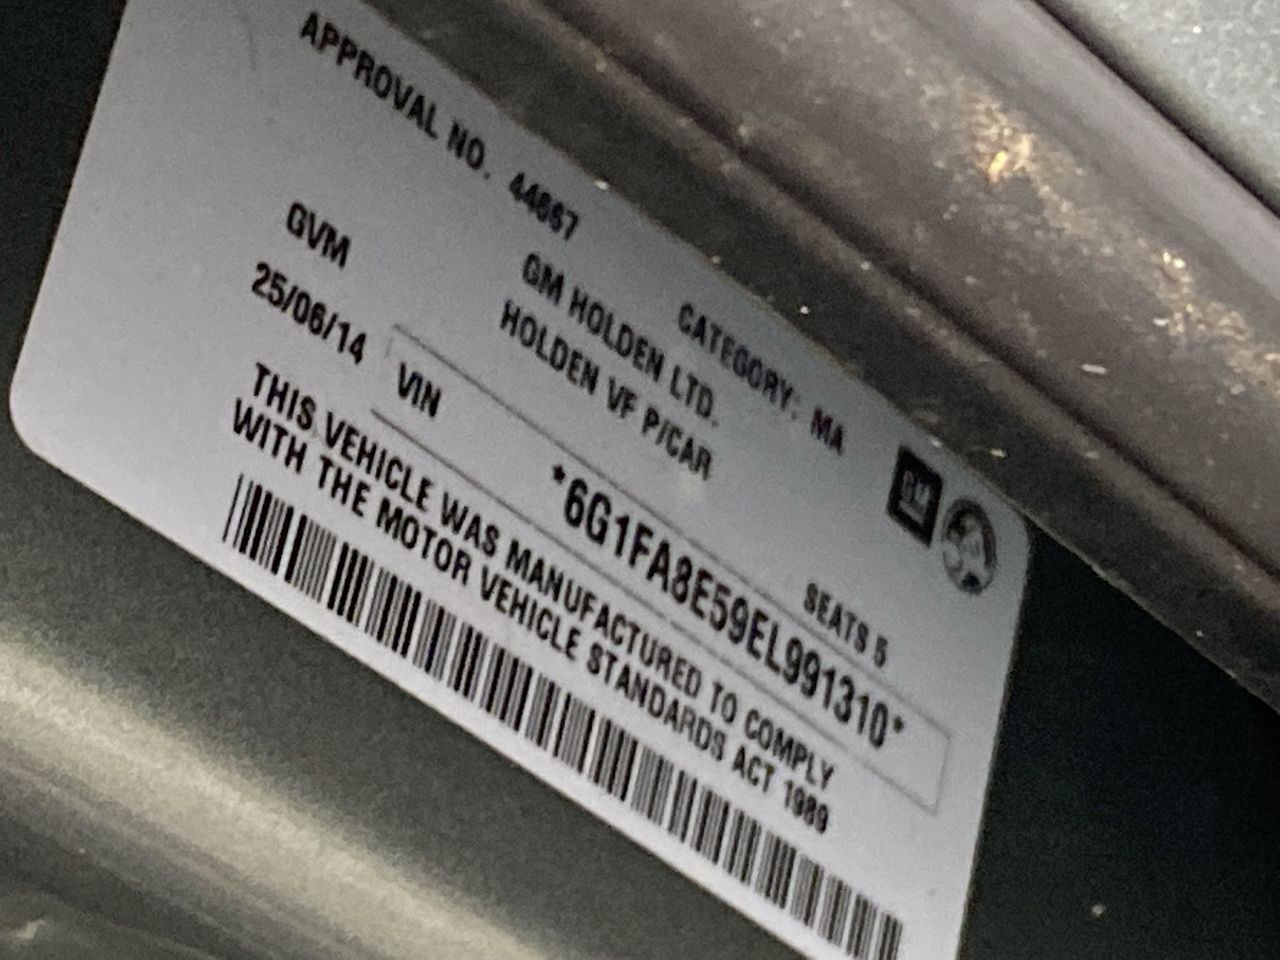 APPROVAL NO. 44667 CATEGORY: MA
GM HOLDEN LTD.
GVM HOLDEN VF P/CAR
25/06/14 SEATS 5
VIN *6G1FA8E59EL991310*
THIS VEHICLE WAS MANUFACTURED TO COMPLY
WITH THE MOTOR VEHICLE STANDARDS ACT 1989
GM